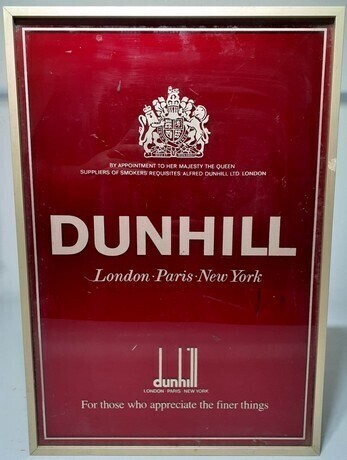 BY APPOINTMENT TO HER MAJESTY THE QUEEN
SUPPLIERS OF SMOKERS' REQUISITES ALFRED DUNHILL LTD. LONDON
DUNHILL
London·Paris·New York
dunhill
LONDON PARIS NEW YORK
For those who appreciate the finer things